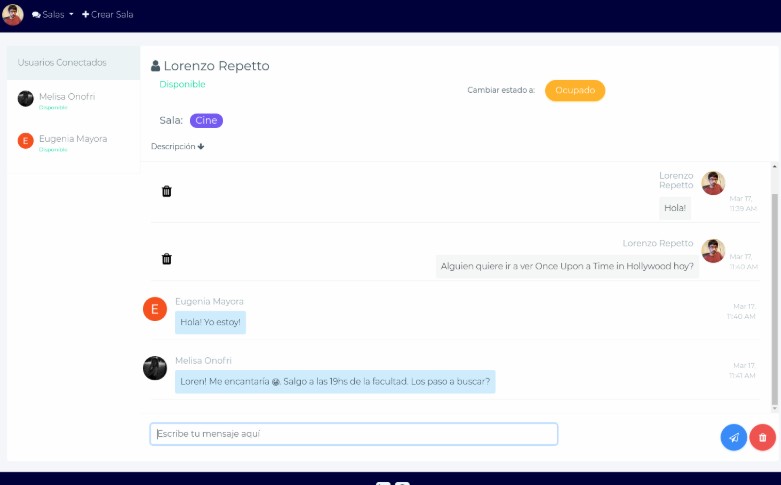 Salas
Crear Sala
Usuarios Conectados
Melisa Onofri
Disponible
Eugenia Mayora
Disponible
Lorenzo Repetto
Disponible
Cambiar estado a:
Ocupado
Sala:
Cine
Descripción
Lorenzo
Repetto
Hola!
Mar 17,
11:39 AM
Lorenzo Repetto
Alguien quiere ir a ver Once Upon a Time in Hollywood hoy?
Mar 17,
11:40 AM
E
Eugenia Mayora
Hola! Yo estoy!
Mar 17,
11:40 AM
Melisa Onofri
Loren! Me encantaría 😀. Salgo a las 19hs de la facultad. Los paso a buscar?
Mar 17,
11:41 AM
Escribe tu mensaje aquí